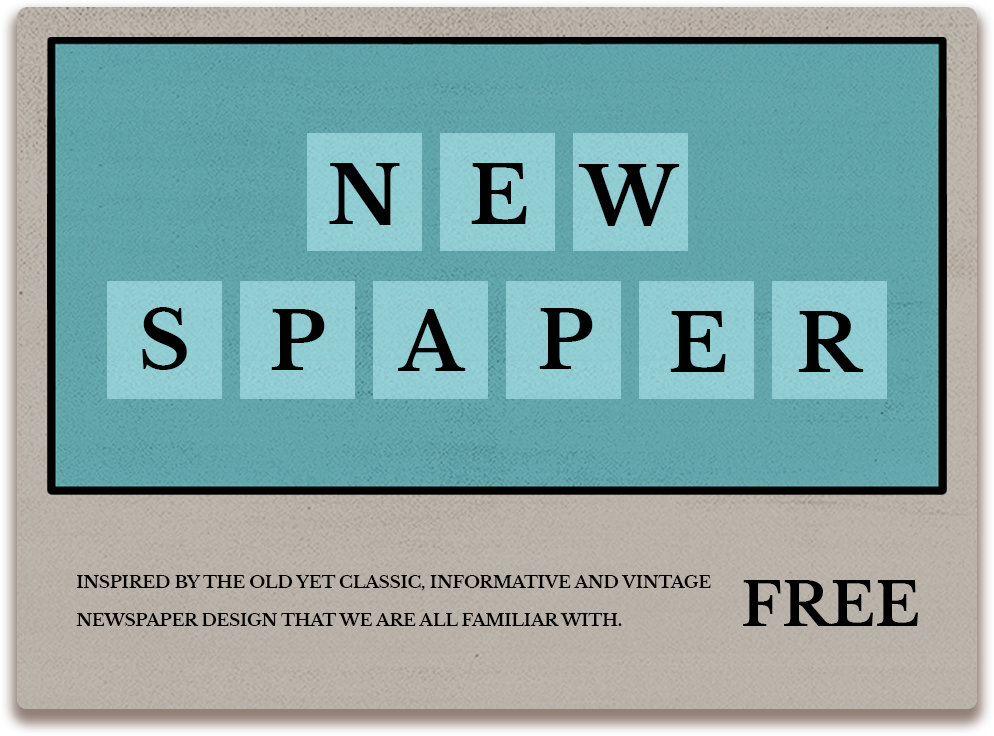 NEW
SPAPER
INSPIRED BY THE OLD YET CLASSIC, INFORMATIVE AND VINTAGE
NEWSPAPER DESIGN THAT WE ARE ALL FAMILIAR WITH.
FREE